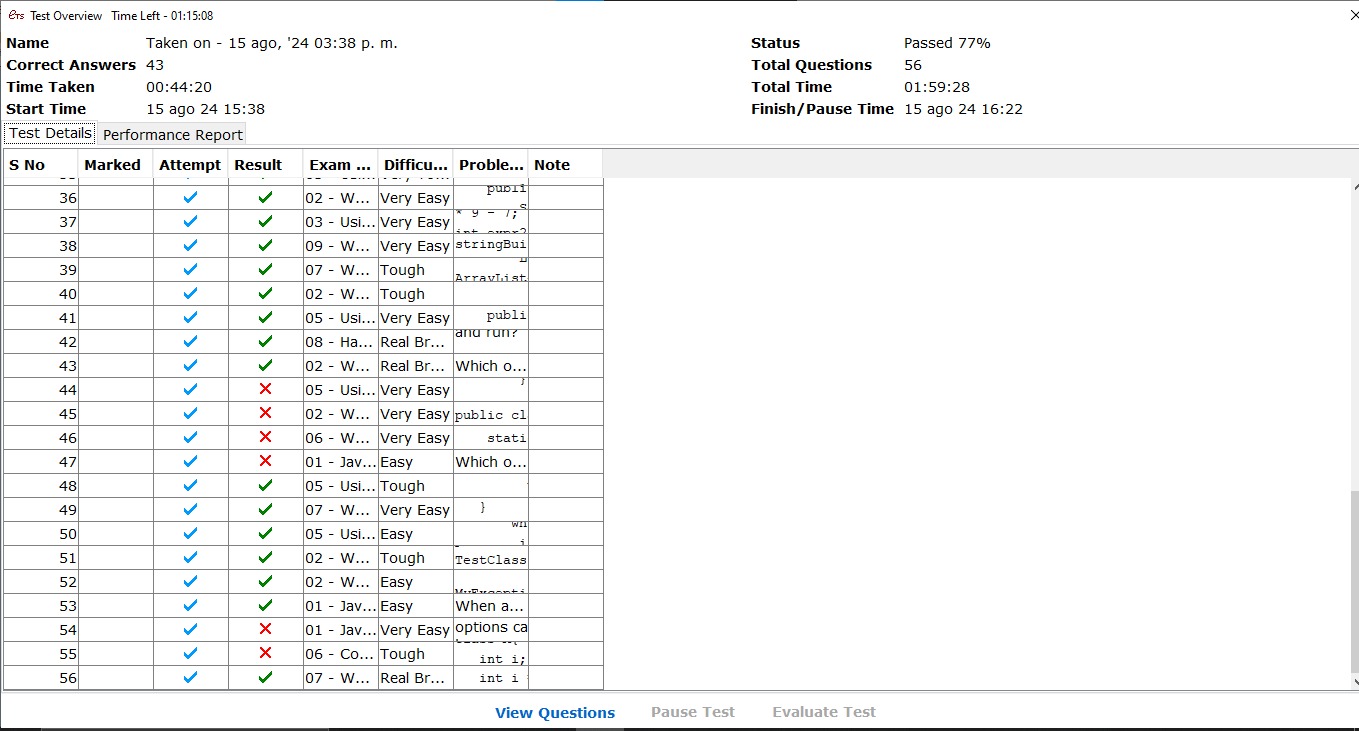 eTS Test Overview Time Left - 01:15:08
Name Taken on - 15 ago, '24 03:38 p. m. Status Passed 77%
Correct Answers 43 Total Questions 56
Time Taken 00:44:20 Total Time 01:59:28
Start Time 15 ago 24 15:38 Finish/Pause Time 15 ago 24 16:22
Test Details Performance Report
S No Marked Attempt Result Exam ... Difficu... Proble... Note
36 02 - W... Very Easy publi
37 03 - Usi... Very Easy * 9 - 7;
38 09 - W... Very Easy stringBui
39 07 - W... Tough ArrayList
40 02 - W... Tough
41 05 - Usi... Very Easy publi
42 08 - Ha... Real Br... and run?
43 02 - W... Real Br... Which o...
44 05 - Usi... Very Easy }
45 02 - W... Very Easy public cl
46 06 - W... Very Easy stati
47 01 - Jav... Easy Which o...
48 05 - Usi... Tough
49 07 - W... Very Easy }
50 05 - Usi... Easy wh
51 02 - W... Tough TestClass
52 02 - W... Easy MyExcepti
53 01 - Jav... Easy When a...
54 01 - Jav... Very Easy options ca
55 06 - Co... Tough int i;
56 07 - W... Real Br... int i
View Questions Pause Test Evaluate Test